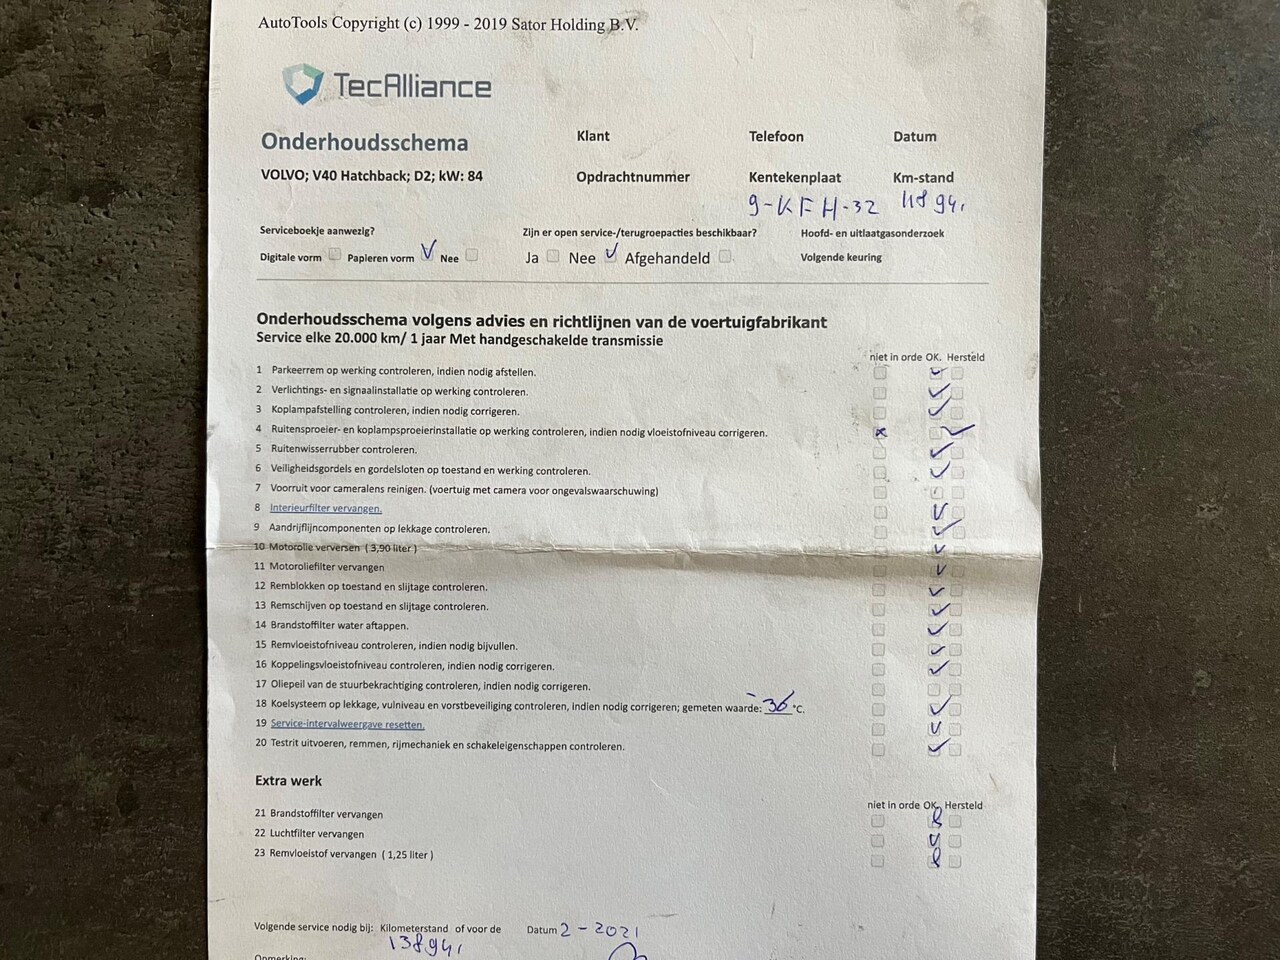 AutoTools Copyright (c) 1999 - 2019 Sator Holding B.V.
TecAlliance
Onderhoudsschema
Klant
Telefoon
Datum
VOLVO; V40 Hatchback; D2; kW: 84
Opdrachtnummer
Kentekenplaat
Km-stand
9-KFH-32
11894,
Serviceboekje aanwezig?
Zijn er open service-/terugroepacties beschikbaar?
Hoofd- en uitlaatgasonderzoek
Digitale vorm Papieren vorm Nee
Ja Nee Afgehandeld
Volgende keuring
Onderhoudsschema volgens advies en richtlijnen van de voertuigfabrikant
Service elke 20.000 km/ 1 jaar Met handgeschakelde transmissie
niet in orde OK. Hersteld
1 Parkeerrem op werking controleren, indien nodig afstellen.
2 Verlichtings- en signaalinstallatie op werking controleren.
3 Koplampafstelling controleren, indien nodig corrigeren.
4 Ruitensproeier- en koplampsproeierinstallatie op werking controleren, indien nodig vloeistofniveau corrigeren.
5 Ruitenwisserrubber controleren.
6 Veiligheidsgordels en gordelsloten op toestand en werking controleren.
7 Voorruit voor cameralens reinigen. (voertuig met camera voor ongevalswaarschuwing)
8 Interieurfilter vervangen.
9 Aandrijflijncomponenten op lekkage controleren.
10 Motorolie verversen ( 3,90 liter )
11 Motoroliefilter vervangen
12 Remblokken op toestand en slijtage controleren.
13 Remschijven op toestand en slijtage controleren.
14 Brandstoffilter water aftappen.
15 Remvloeistofniveau controleren, indien nodig bijvullen.
16 Koppelingsvloeistofniveau controleren, indien nodig corrigeren.
17 Oliepeil van de stuurbekrachtiging controleren, indien nodig corrigeren.
18 Koelsysteem op lekkage, vulniveau en vorstbeveiliging controleren, indien nodig corrigeren; gemeten waarde: -36 °C.
19 Service-intervalweergave resetten.
20 Testrit uitvoeren, remmen, rijmechaniek en schakeleigenschappen controleren.
Extra werk
niet in orde OK. Hersteld
21 Brandstoffilter vervangen
22 Luchtfilter vervangen
23 Remvloeistof vervangen ( 1,25 liter )
Volgende service nodig bij: Kilometerstand of voor de Datum 2-2021
13894,
Opmerking: